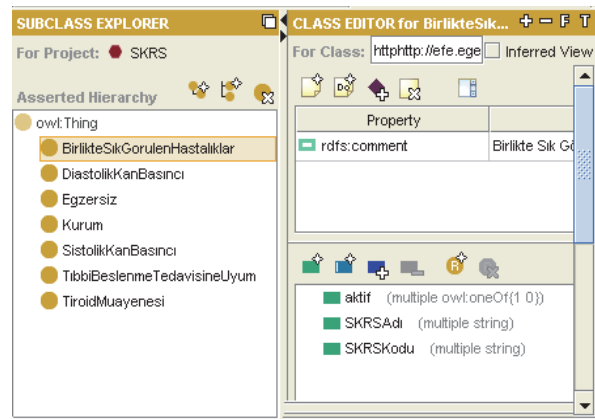 SUBCLASS EXPLORER
For Project: SKRS
Asserted Hierarchy
owl:Thing
BirlikteSıkGorulenHastalıklar
DiastolikKanBasıncı
Egzersiz
Kurum
SistolikKanBasıncı
TıbbiBeslenmeTedavisineUyum
TiroidMuayenesi
CLASS EDITOR for BirlikteSık... F T
For Class: httphttp://efe.ege Inferred View
Property
rdfs:comment Birlikte Sık Gö
aktif (multiple owl:oneOf{1 0})
SKRSAdı (multiple string)
SKRSKodu (multiple string)